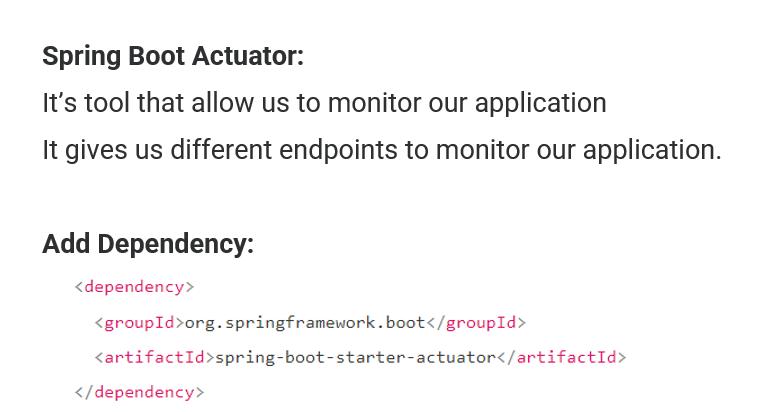 Spring Boot Actuator:
It’s tool that allow us to monitor our application
It gives us different endpoints to monitor our application.
Add Dependency:
<dependency>
<groupId>org.springframework.boot</groupId>
<artifactId>spring-boot-starter-actuator</artifactId>
</dependency>